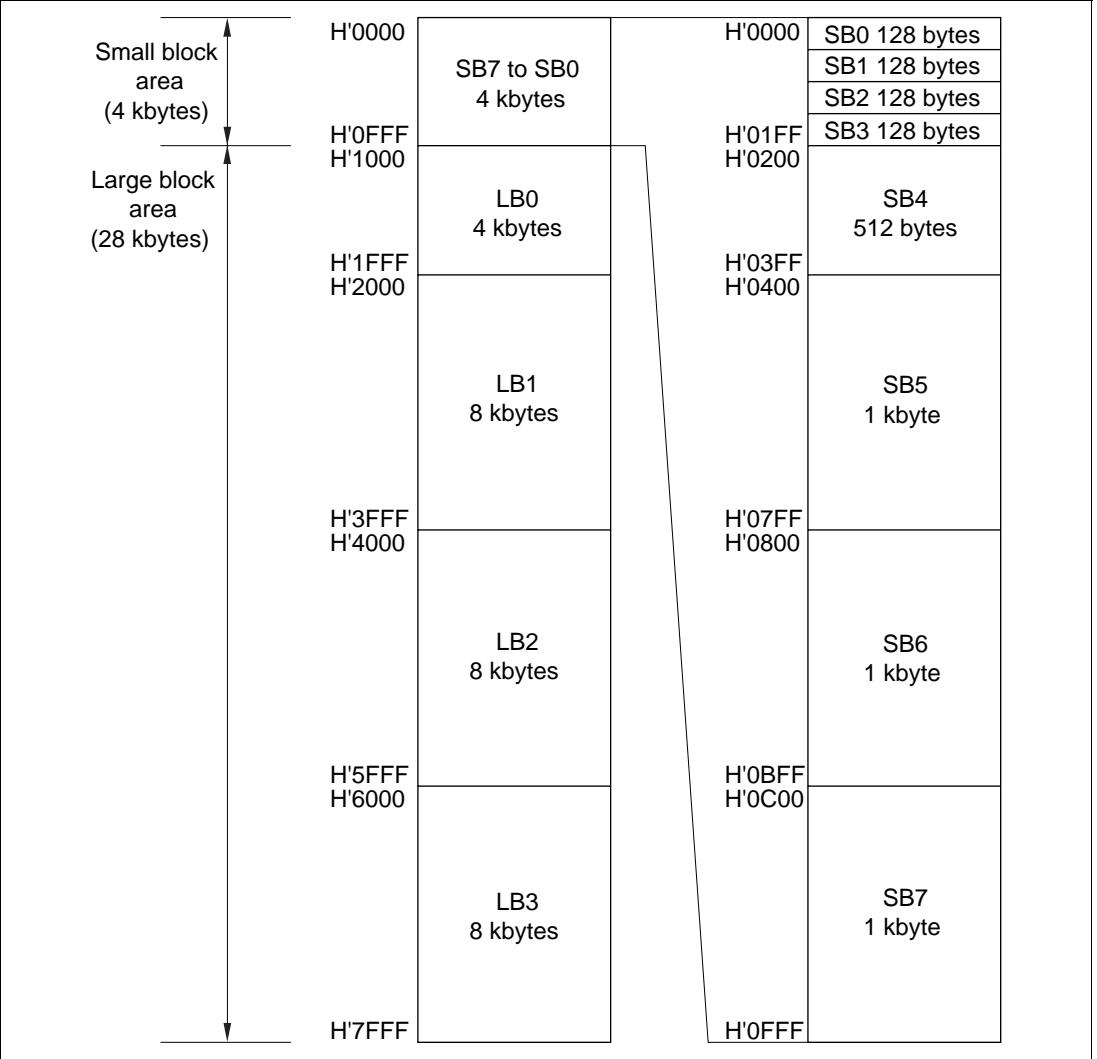 Small block
area
(4 kbytes)
Large block
area
(28 kbytes)
H'0000
SB7 to SB0
4 kbytes
H'0FFF
H'1000
LB0
4 kbytes
H'1FFF
H'2000
LB1
8 kbytes
H'3FFF
H'4000
LB2
8 kbytes
H'5FFF
H'6000
LB3
8 kbytes
H'7FFF
H'0000
SB0 128 bytes
SB1 128 bytes
SB2 128 bytes
SB3 128 bytes
H'01FF
H'0200
SB4
512 bytes
H'03FF
H'0400
SB5
1 kbyte
H'07FF
H'0800
SB6
1 kbyte
H'0BFF
H'0C00
SB7
1 kbyte
H'0FFF